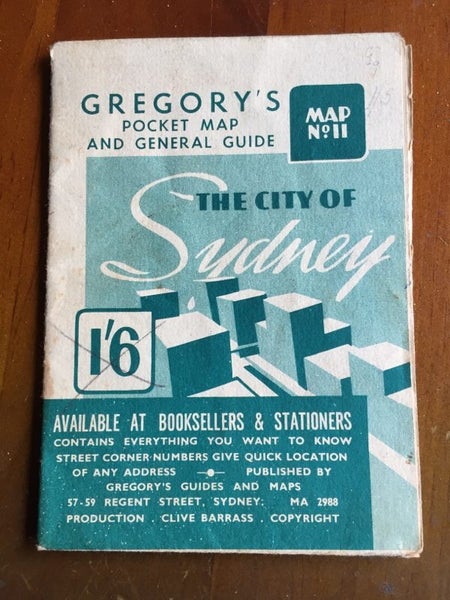 GREGORY'S
POCKET MAP
AND GENERAL GUIDE
MAP
Nº11
THE CITY OF
Sydney
1'6
AVAILABLE AT BOOKSELLERS & STATIONERS
CONTAINS EVERYTHING YOU WANT TO KNOW
STREET CORNER-NUMBERS GIVE QUICK LOCATION
OF ANY ADDRESS PUBLISHED BY
GREGORY'S GUIDES AND MAPS
57-59 REGENT STREET, SYDNEY: MA 2988
PRODUCTION . CLIVE BARRASS . COPYRIGHT